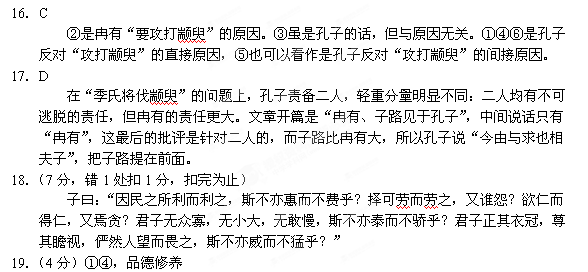 16. C
②是冉有“要攻打颛臾”的原因。③虽是孔子的话，但与原因无关。①④⑥是孔子
反对“攻打颛臾”的直接原因，⑤也可以看作是孔子反对“攻打颛臾”的间接原因。
17. D
在“季氏将伐颛臾”的问题上，孔子责备二人，轻重分量明显不同：二人均有不可
逃脱的责任，但冉有的责任更大。文章开篇是“冉有、子路见于孔子”，中间说话只有
“冉有”，这最后的批评是针对二人的，而子路比冉有大，所以孔子说“今由与求也相
夫子”，把子路提在前面。
18. (7 分，错 1 处扣 1 分，扣完为止)
子曰：“因民之所利而利之，斯不亦惠而不费乎？择可劳而劳之，又谁怨？欲仁而
得仁，又焉贪？君子无众寡，无小大，无敢慢，斯不亦泰而不骄乎？君子正其衣冠，尊
其瞻视，俨然人望而畏之，斯不亦威而不猛乎？”
19. (4 分) ①④，品德修养